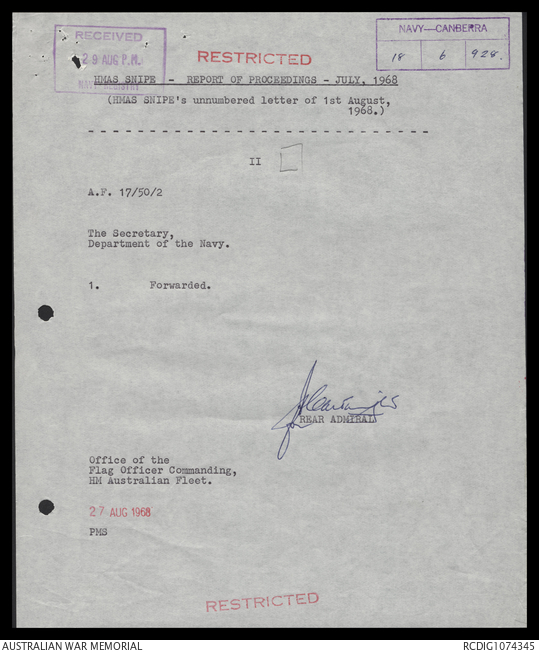 RECEIVED
29 AUG P.M.
NAVY REGISTRY
RESTRICTED
NAVY—CANBERRA
18 6 928.
HMAS SNIPE - REPORT OF PROCEEDINGS - JULY, 1968
(HMAS SNIPE's unnumbered letter of 1st August,
1968.)
II
A.F. 17/50/2
The Secretary,
Department of the Navy.
1. Forwarded.
REAR ADMIRAL
Office of the
Flag Officer Commanding,
HM Australian Fleet.
27 AUG 1968
PMS
RESTRICTED
AUSTRALIAN WAR MEMORIAL
RCDIG1074345